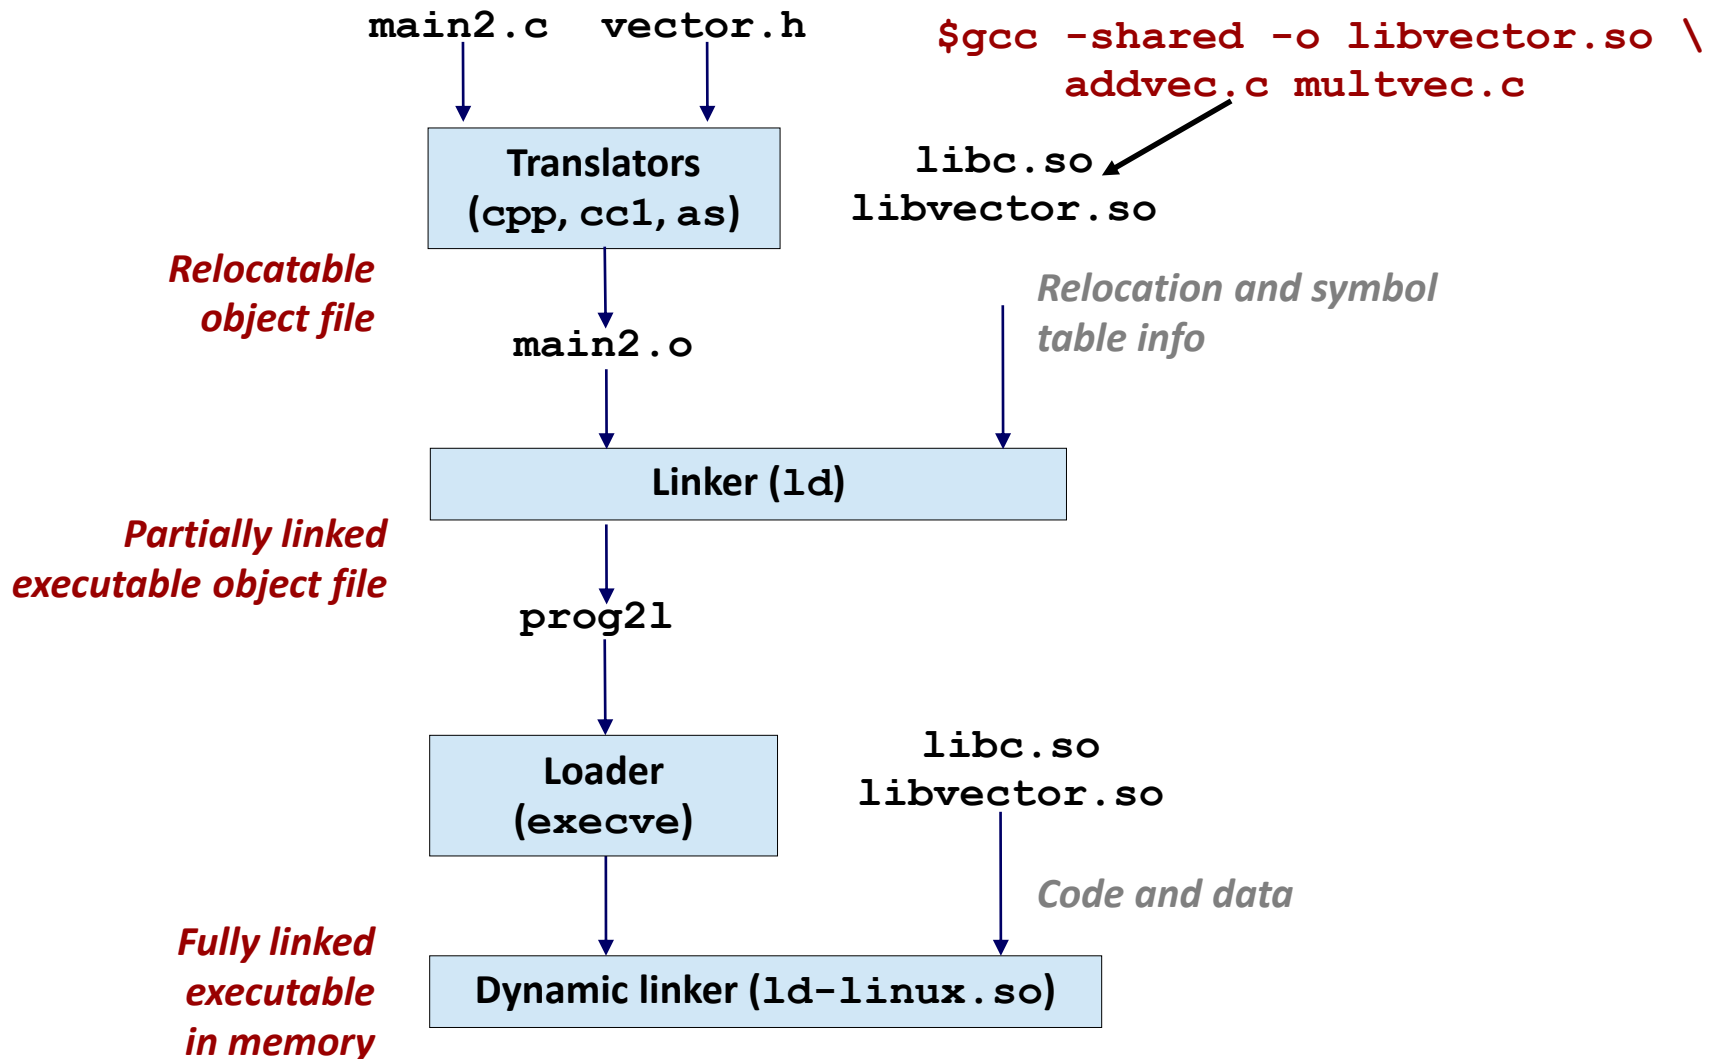 main2.c vector.h
$gcc -shared -o libvector.so \
addvec.c multvec.c
Translators
(cpp, cc1, as)
libc.so
libvector.so
Relocatable
object file
Relocation and symbol
table info
main2.o
Linker (ld)
Partially linked
executable object file
prog2l
Loader
(execve)
libc.so
libvector.so
Code and data
Fully linked
executable
in memory
Dynamic linker (ld-linux.so)